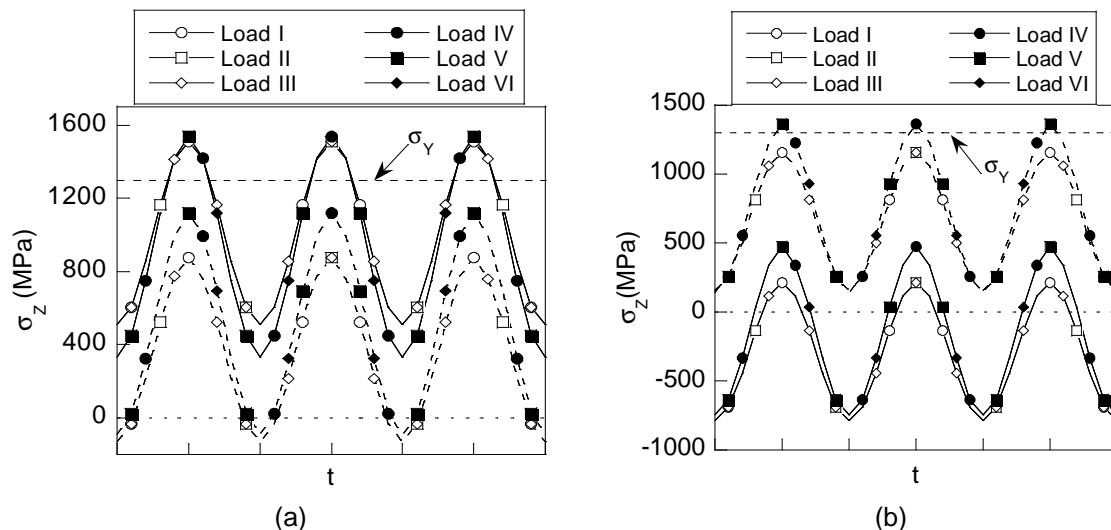 Load I
Load IV
Load II
Load V
Load III
Load VI
1600
1200
800
400
0
σZ (MPa)
σY
t
(a)
Load I
Load IV
Load II
Load V
Load III
Load VI
1500
1000
500
0
-500
-1000
σZ (MPa)
σY
t
(b)